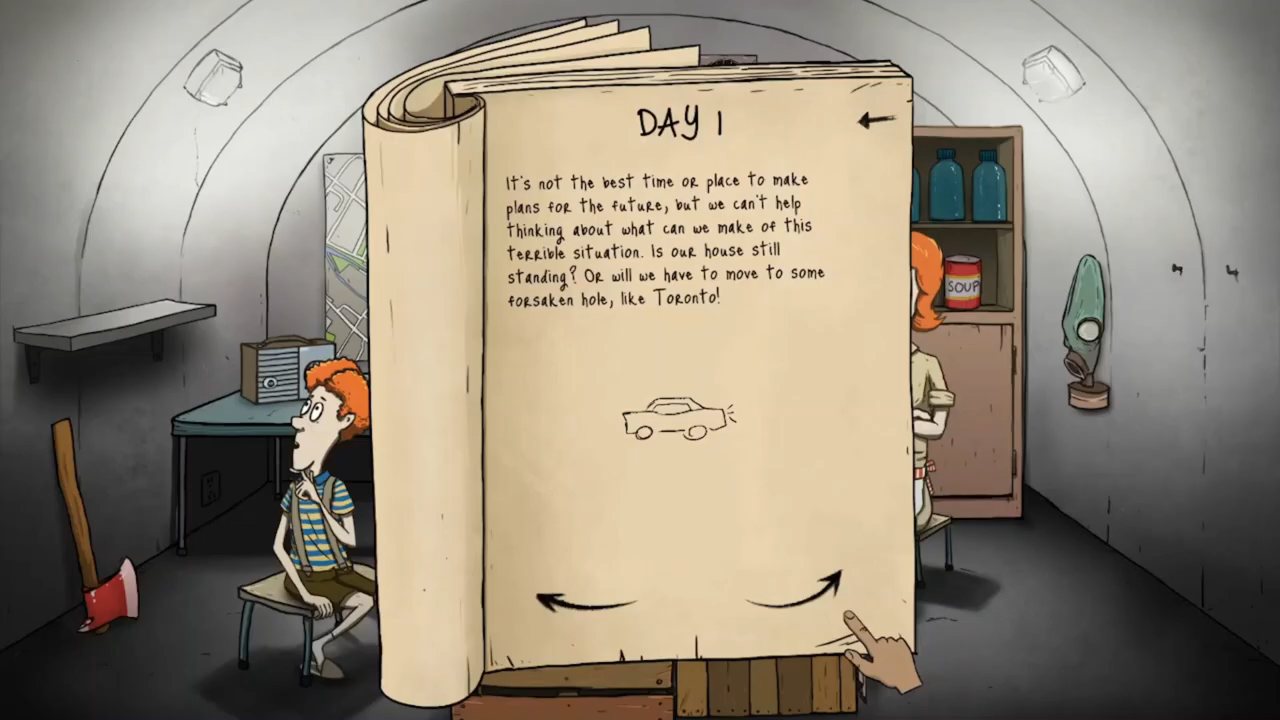 DAY 1
It's not the best time or place to make
plans for the future, but we can't help
thinking about what can we make of this
terrible situation. Is our house still
standing? Or will we have to move to some
forsaken hole, like Toronto!
SOUP